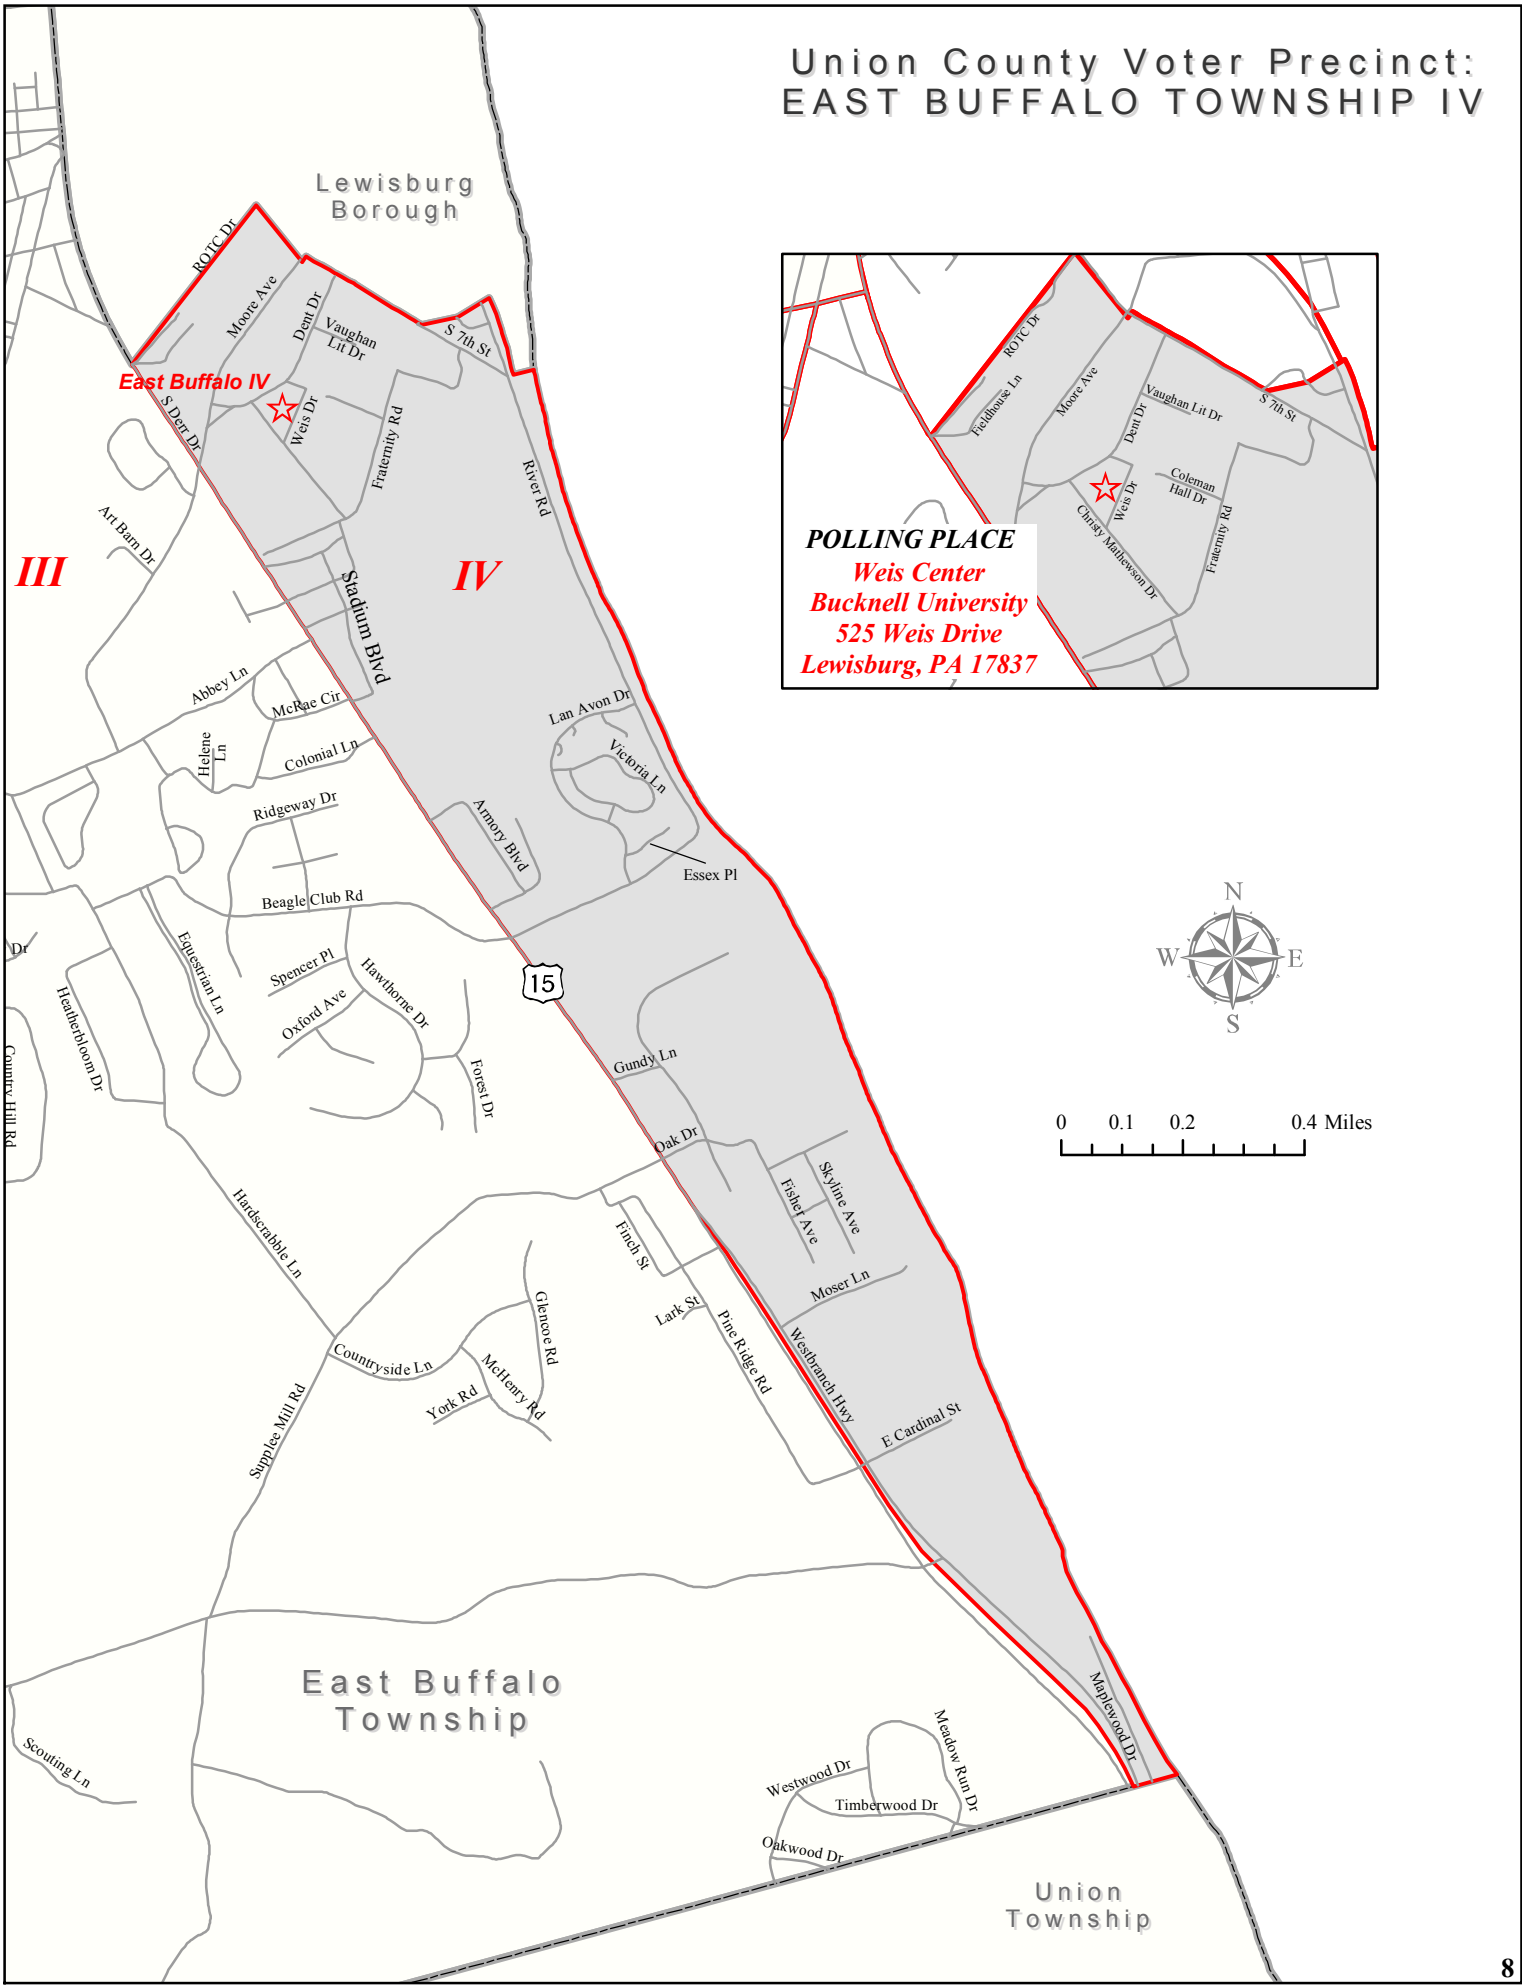 Union County Voter Precinct:
EAST BUFFALO TOWNSHIP IV
Lewisburg
Borough
ROTC Dr
Moore Ave
Dent Dr
Vaughan
Lit Dr
S 7th St
East Buffalo IV
S Derr Dr
Weis Dr
Fraternity Rd
River Rd
Art Barn Dr
III
IV
Stadium Blvd
Abbey Ln
McRae Cir
Helene
Ln
Colonial Ln
Lan Avon Dr
Victoria Ln
Ridgeway Dr
Armory Blvd
Essex Pl
Beagle Club Rd
Dr
Equestrian Ln
Spencer Pl
Hawthorne Dr
Oxford Ave
15
Heatherbloom Dr
Country Hill Rd
Forest Dr
Gundy Ln
Oak Dr
Fisher Ave
Skyline Ave
Hardscrabble Ln
Finch St
Moser Ln
Lark St
Glencoe Rd
Pine Ridge Rd
Westbranch Hwy
Countryside Ln
McHenry Rd
York Rd
E Cardinal St
Supplee Mill Rd
East Buffalo
Township
Maplewood Dr
Scouting Ln
Westwood Dr
Meadow Run Dr
Timberwood Dr
Oakwood Dr
Union
Township
ROTC Dr
Fieldhouse Ln
Moore Ave
Dent Dr
Vaughan Lit Dr
S 7th St
Coleman
Hall Dr
Weis Dr
Christy Mathewson Dr
Fraternity Rd
POLLING PLACE
Weis Center
Bucknell University
525 Weis Drive
Lewisburg, PA 17837
N
W
E
S
0 0.1 0.2 0.4 Miles
8